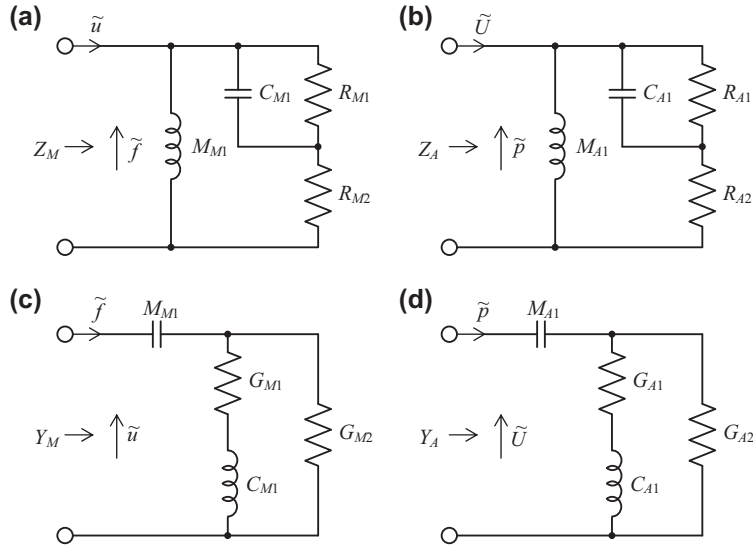 (a)
ũ
C_M1
R_M1
Z_M
f̃
M_M1
R_M2
(b)
Ũ
C_A1
R_A1
Z_A
p̃
M_A1
R_A2
(c)
f̃
M_M1
G_M1
Y_M
ũ
G_M2
C_M1
(d)
p̃
M_A1
G_A1
Y_A
Ũ
G_A2
C_A1